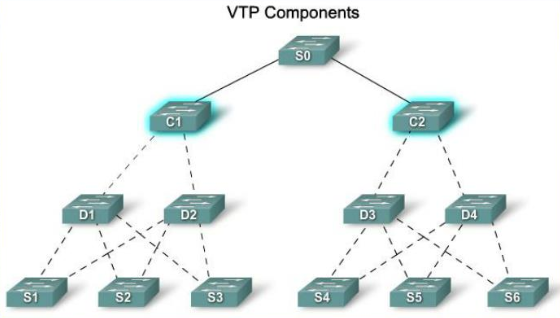 VTP Components
S0
C1
C2
D1
D2
D3
D4
S1
S2
S3
S4
S5
S6